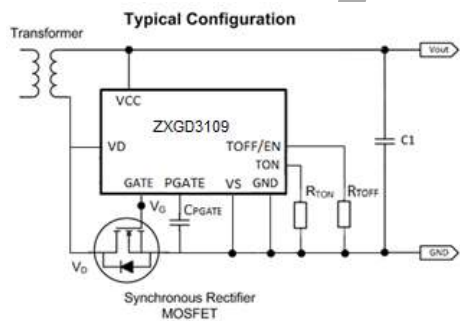 Typical Configuration
Transformer
Vout
VCC
ZXGD3109
VD
TOFF/EN
TON
C1
GATE PGATE VS GND
RTON
RTOFF
VG
CPGATE
VD
GND
Synchronous Rectifier
MOSFET